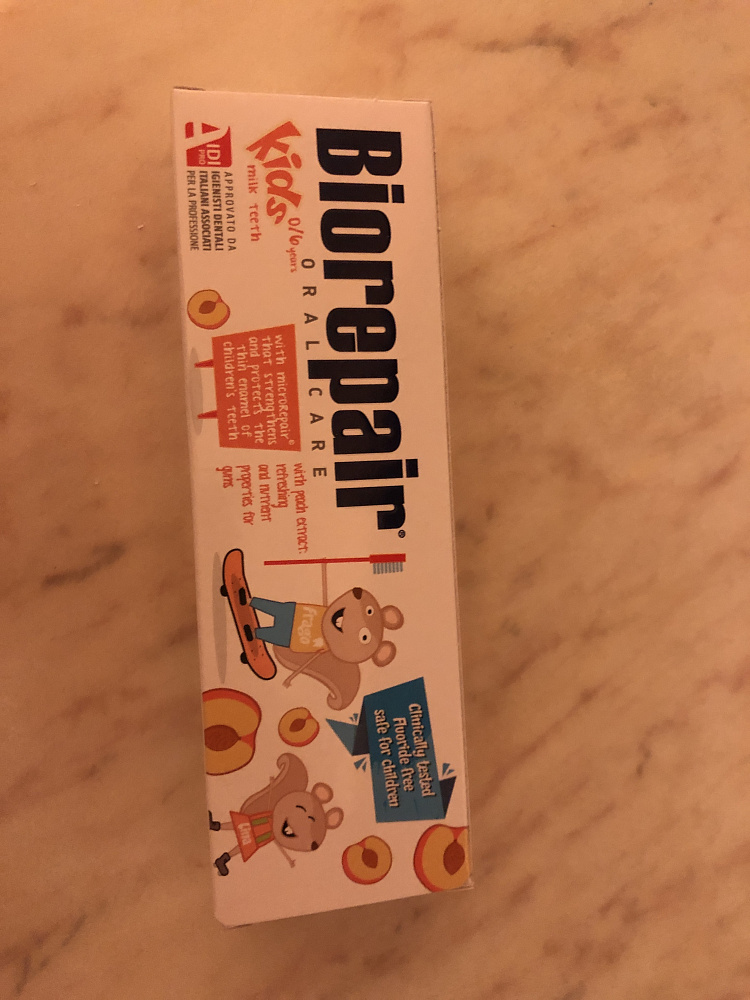 Biorepair®
ORAL CARE
kids
0/6 years
milk teeth
AIDI
PRO
APPROVATO DA
IGIENISTI DENTALI
ITALIANI ASSOCIATI
PER LA PROFESSIONE
with microRepair®
that strengthens
and protects the
thin enamel of
children's teeth
with peach extract:
refreshing
and nutrient
properties for
gums
frago
Clinically tested
Fluoride free
safe for children